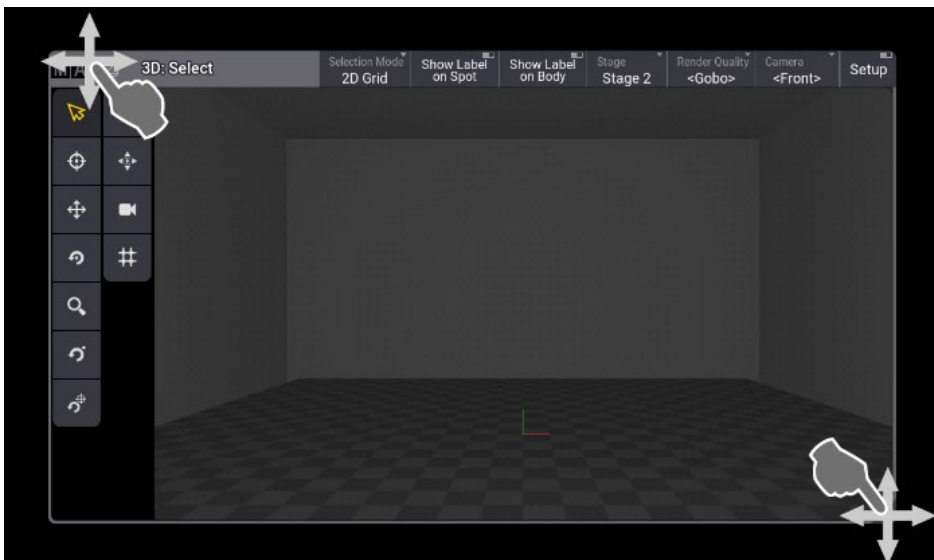 3D: Select
Selection Mode
2D Grid
Show Label
on Spot
Show Label
on Body
Stage
Stage 2
Render Quality
<Gobo>
Camera
<Front>
Setup